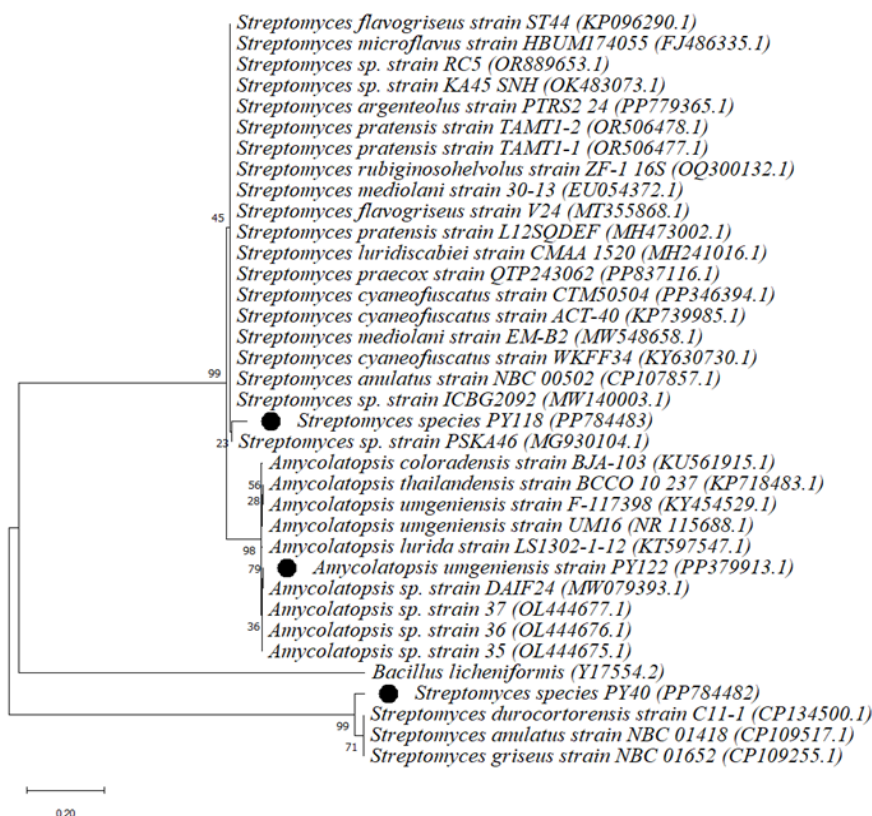 Streptomyces flavogriseus strain ST44 (KP096290.1)
Streptomyces microflavus strain HBUM174055 (FJ486335.1)
Streptomyces sp. strain RC5 (OR889653.1)
Streptomyces sp. strain KA45 SNH (OK483073.1)
Streptomyces argenteolus strain PTRS2 24 (PP779365.1)
Streptomyces pratensis strain TAMT1-2 (OR506478.1)
Streptomyces pratensis strain TAMT1-1 (OR506477.1)
Streptomyces rubiginosohelvolus strain ZF-1 16S (OQ300132.1)
Streptomyces mediolani strain 30-13 (EU054372.1)
Streptomyces flavogriseus strain V24 (MT355868.1)
45
Streptomyces pratensis strain L12SQDEF (MH473002.1)
Streptomyces luridiscabiei strain CMAA 1520 (MH241016.1)
Streptomyces praecox strain QTP243062 (PP837116.1)
Streptomyces cyaneofuscatus strain CTM50504 (PP346394.1)
Streptomyces cyaneofuscatus strain ACT-40 (KP739985.1)
Streptomyces mediolani strain EM-B2 (MW548658.1)
Streptomyces cyaneofuscatus strain WKFF34 (KY630730.1)
99
Streptomyces anulatus strain NBC 00502 (CP107857.1)
Streptomyces sp. strain ICBG2092 (MW140003.1)
Streptomyces species PY118 (PP784483)
23
Streptomyces sp. strain PSKA46 (MG930104.1)
Amycolatopsis coloradensis strain BJA-103 (KU561915.1)
56
Amycolatopsis thailandensis strain BCCO 10 237 (KP718483.1)
28
Amycolatopsis umgeniensis strain F-117398 (KY454529.1)
Amycolatopsis umgeniensis strain UM16 (NR 115688.1)
98
Amycolatopsis lurida strain LS1302-1-12 (KT597547.1)
79
Amycolatopsis umgeniensis strain PY122 (PP379913.1)
Amycolatopsis sp. strain DAIF24 (MW079393.1)
Amycolatopsis sp. strain 37 (OL444677.1)
36
Amycolatopsis sp. strain 36 (OL444676.1)
Amycolatopsis sp. strain 35 (OL444675.1)
Bacillus licheniformis (Y17554.2)
Streptomyces species PY40 (PP784482)
Streptomyces durocortorensis strain C11-1 (CP134500.1)
99
Streptomyces anulatus strain NBC 01418 (CP109517.1)
71
Streptomyces griseus strain NBC 01652 (CP109255.1)
0.20